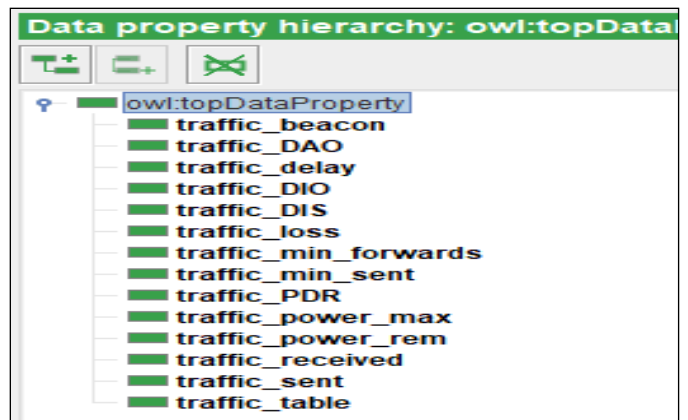 Data property hierarchy: owl:topDataI
owl:topDataProperty
traffic_beacon
traffic_DAO
traffic_delay
traffic_DIO
traffic_DIS
traffic_loss
traffic_min_forwards
traffic_min_sent
traffic_PDR
traffic_power_max
traffic_power_rem
traffic_received
traffic_sent
traffic_table